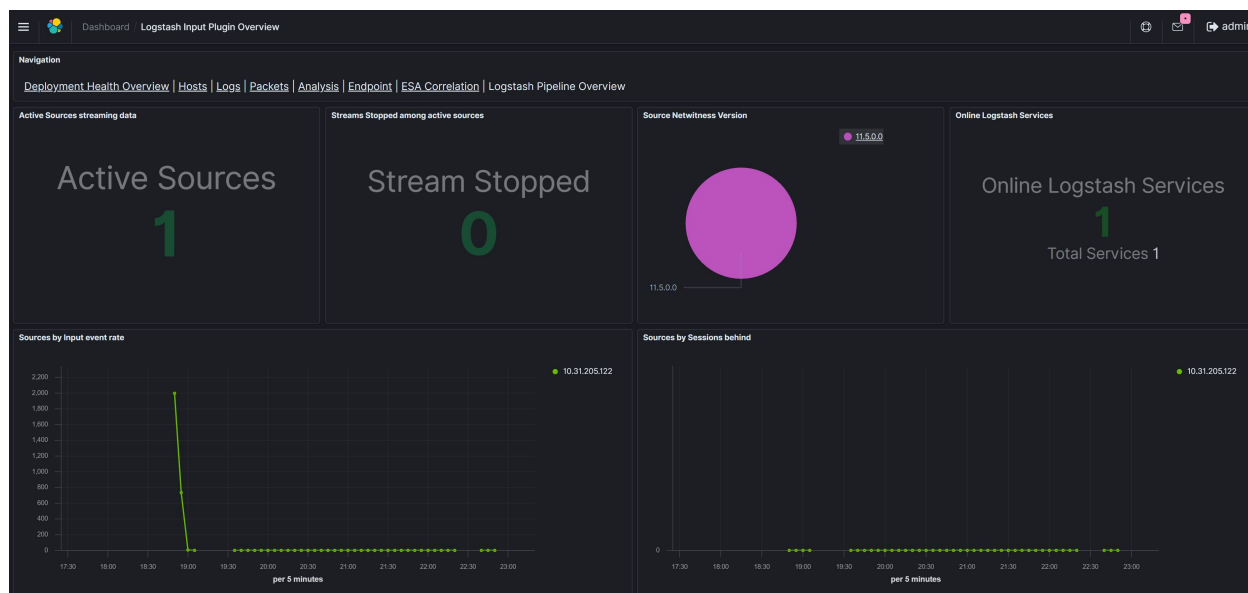 Dashboard / Logstash Input Plugin Overview
admin
Navigation
Deployment Health Overview | Hosts | Logs | Packets | Analysis | Endpoint | ESA Correlation | Logstash Pipeline Overview
Active Sources streaming data
Active Sources
1
Streams Stopped among active sources
Stream Stopped
0
Source Netwitness Version
11.5.0.0
11.5.0.0
Online Logstash Services
Online Logstash Services
1
Total Services 1
Sources by Input event rate
10.31.205.122
2,200
2,000
1,800
1,600
1,400
1,200
1,000
800
600
400
200
0
17:30 18:00 18:30 19:00 19:30 20:00 20:30 21:00 21:30 22:00 22:30 23:00
per 5 minutes
Sources by Sessions behind
10.31.205.122
0
17:30 18:00 18:30 19:00 19:30 20:00 20:30 21:00 21:30 22:00 22:30 23:00
per 5 minutes